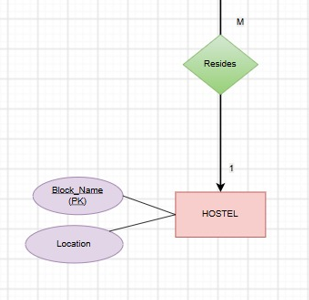 M
Resides
1
Block_Name
(PK)
HOSTEL
Location